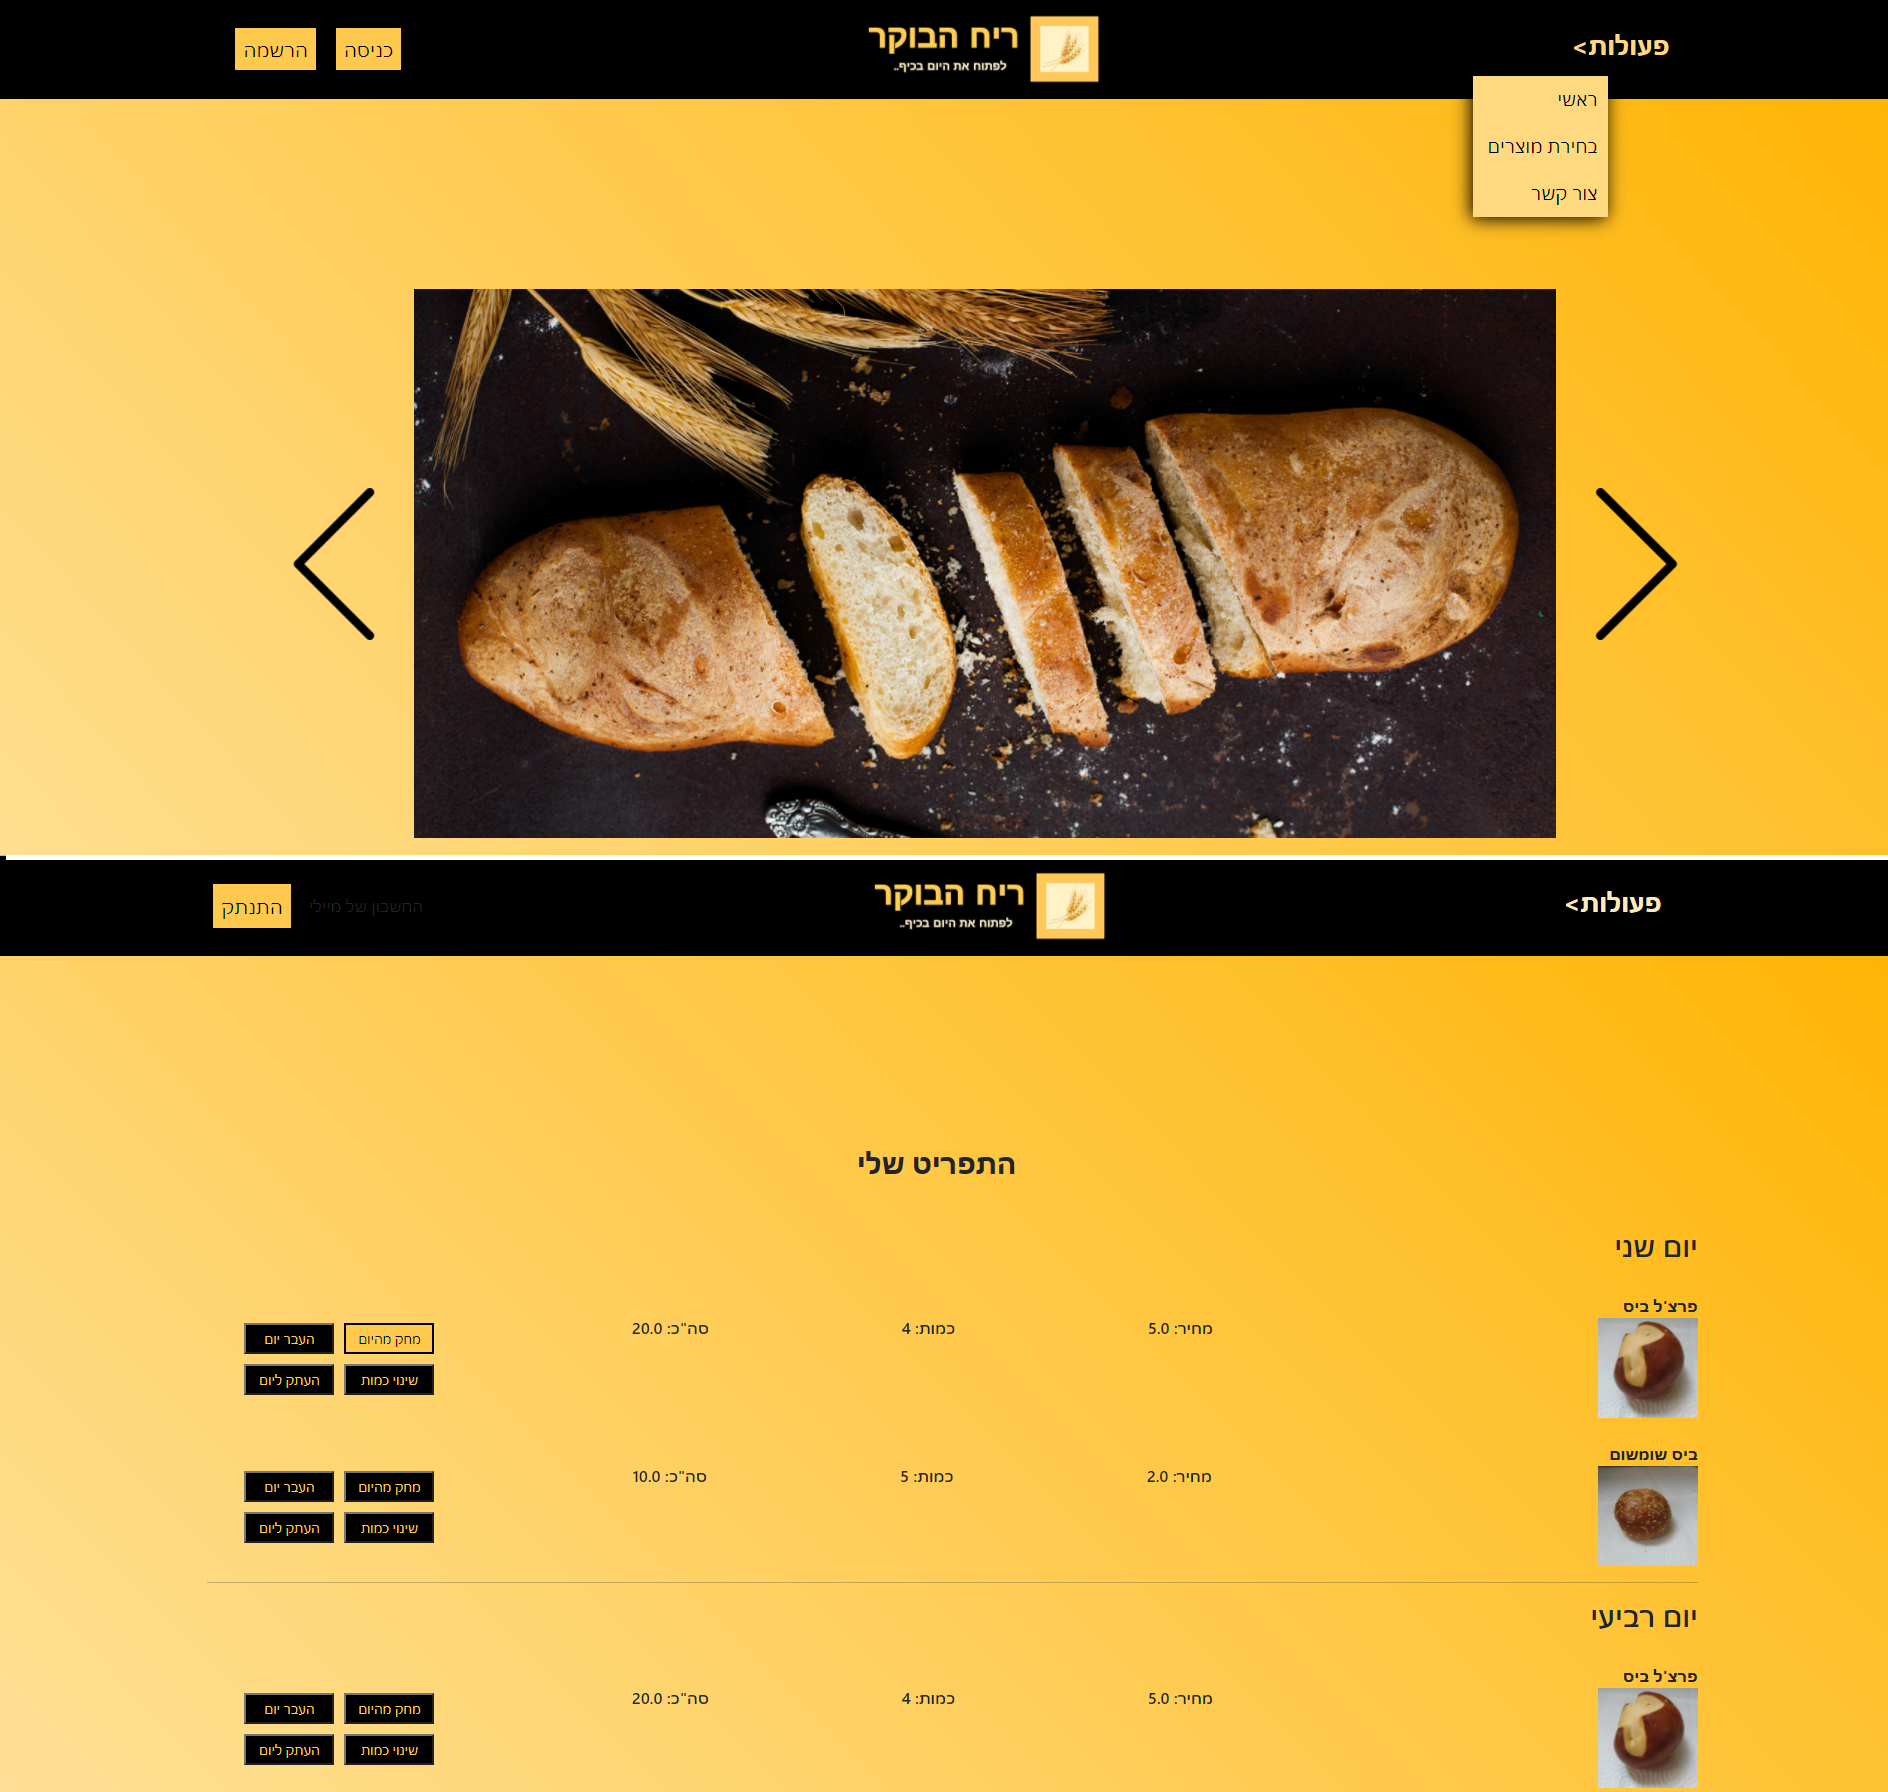 פעולות>
ריח הבוקר
לפתוח את היום בכיף..
כניסה
הרשמה
ראשי
בחירת מוצרים
צור קשר
פעולות>
ריח הבוקר
לפתוח את היום בכיף..
החשבון של מיילי
התנתק
התפריט שלי
יום שני
פרצ'ל ביס
מחיר: 5.0
כמות: 4
סה"כ: 20.0
מחק מהיום
העבר יום
שינוי כמות
העתק ליום
ביס שומשום
מחיר: 2.0
כמות: 5
סה"כ: 10.0
מחק מהיום
העבר יום
שינוי כמות
העתק ליום
יום רביעי
פרצ'ל ביס
מחיר: 5.0
כמות: 4
סה"כ: 20.0
מחק מהיום
העבר יום
שינוי כמות
העתק ליום